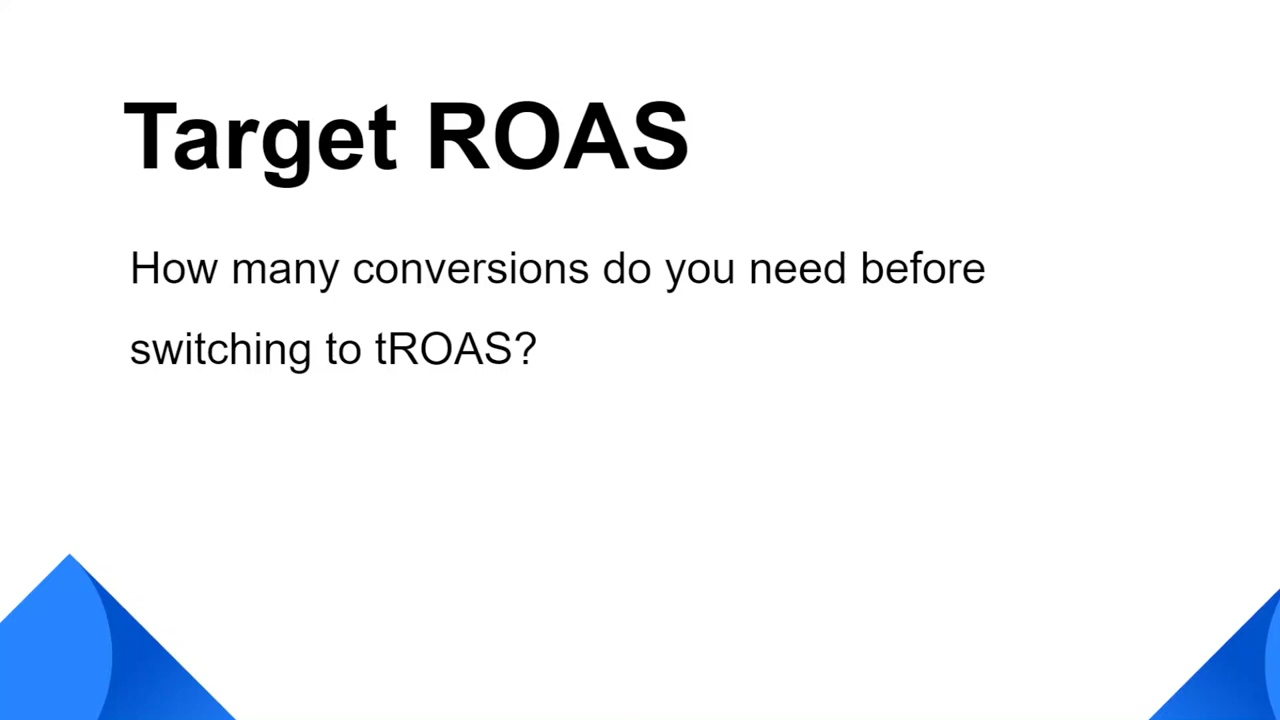 Target ROAS
How many conversions do you need before
switching to tROAS?